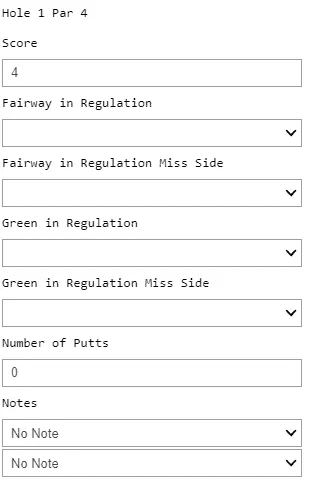 Hole 1 Par 4
Score
4
Fairway in Regulation
Fairway in Regulation Miss Side
Green in Regulation
Green in Regulation Miss Side
Number of Putts
0
Notes
No Note
No Note